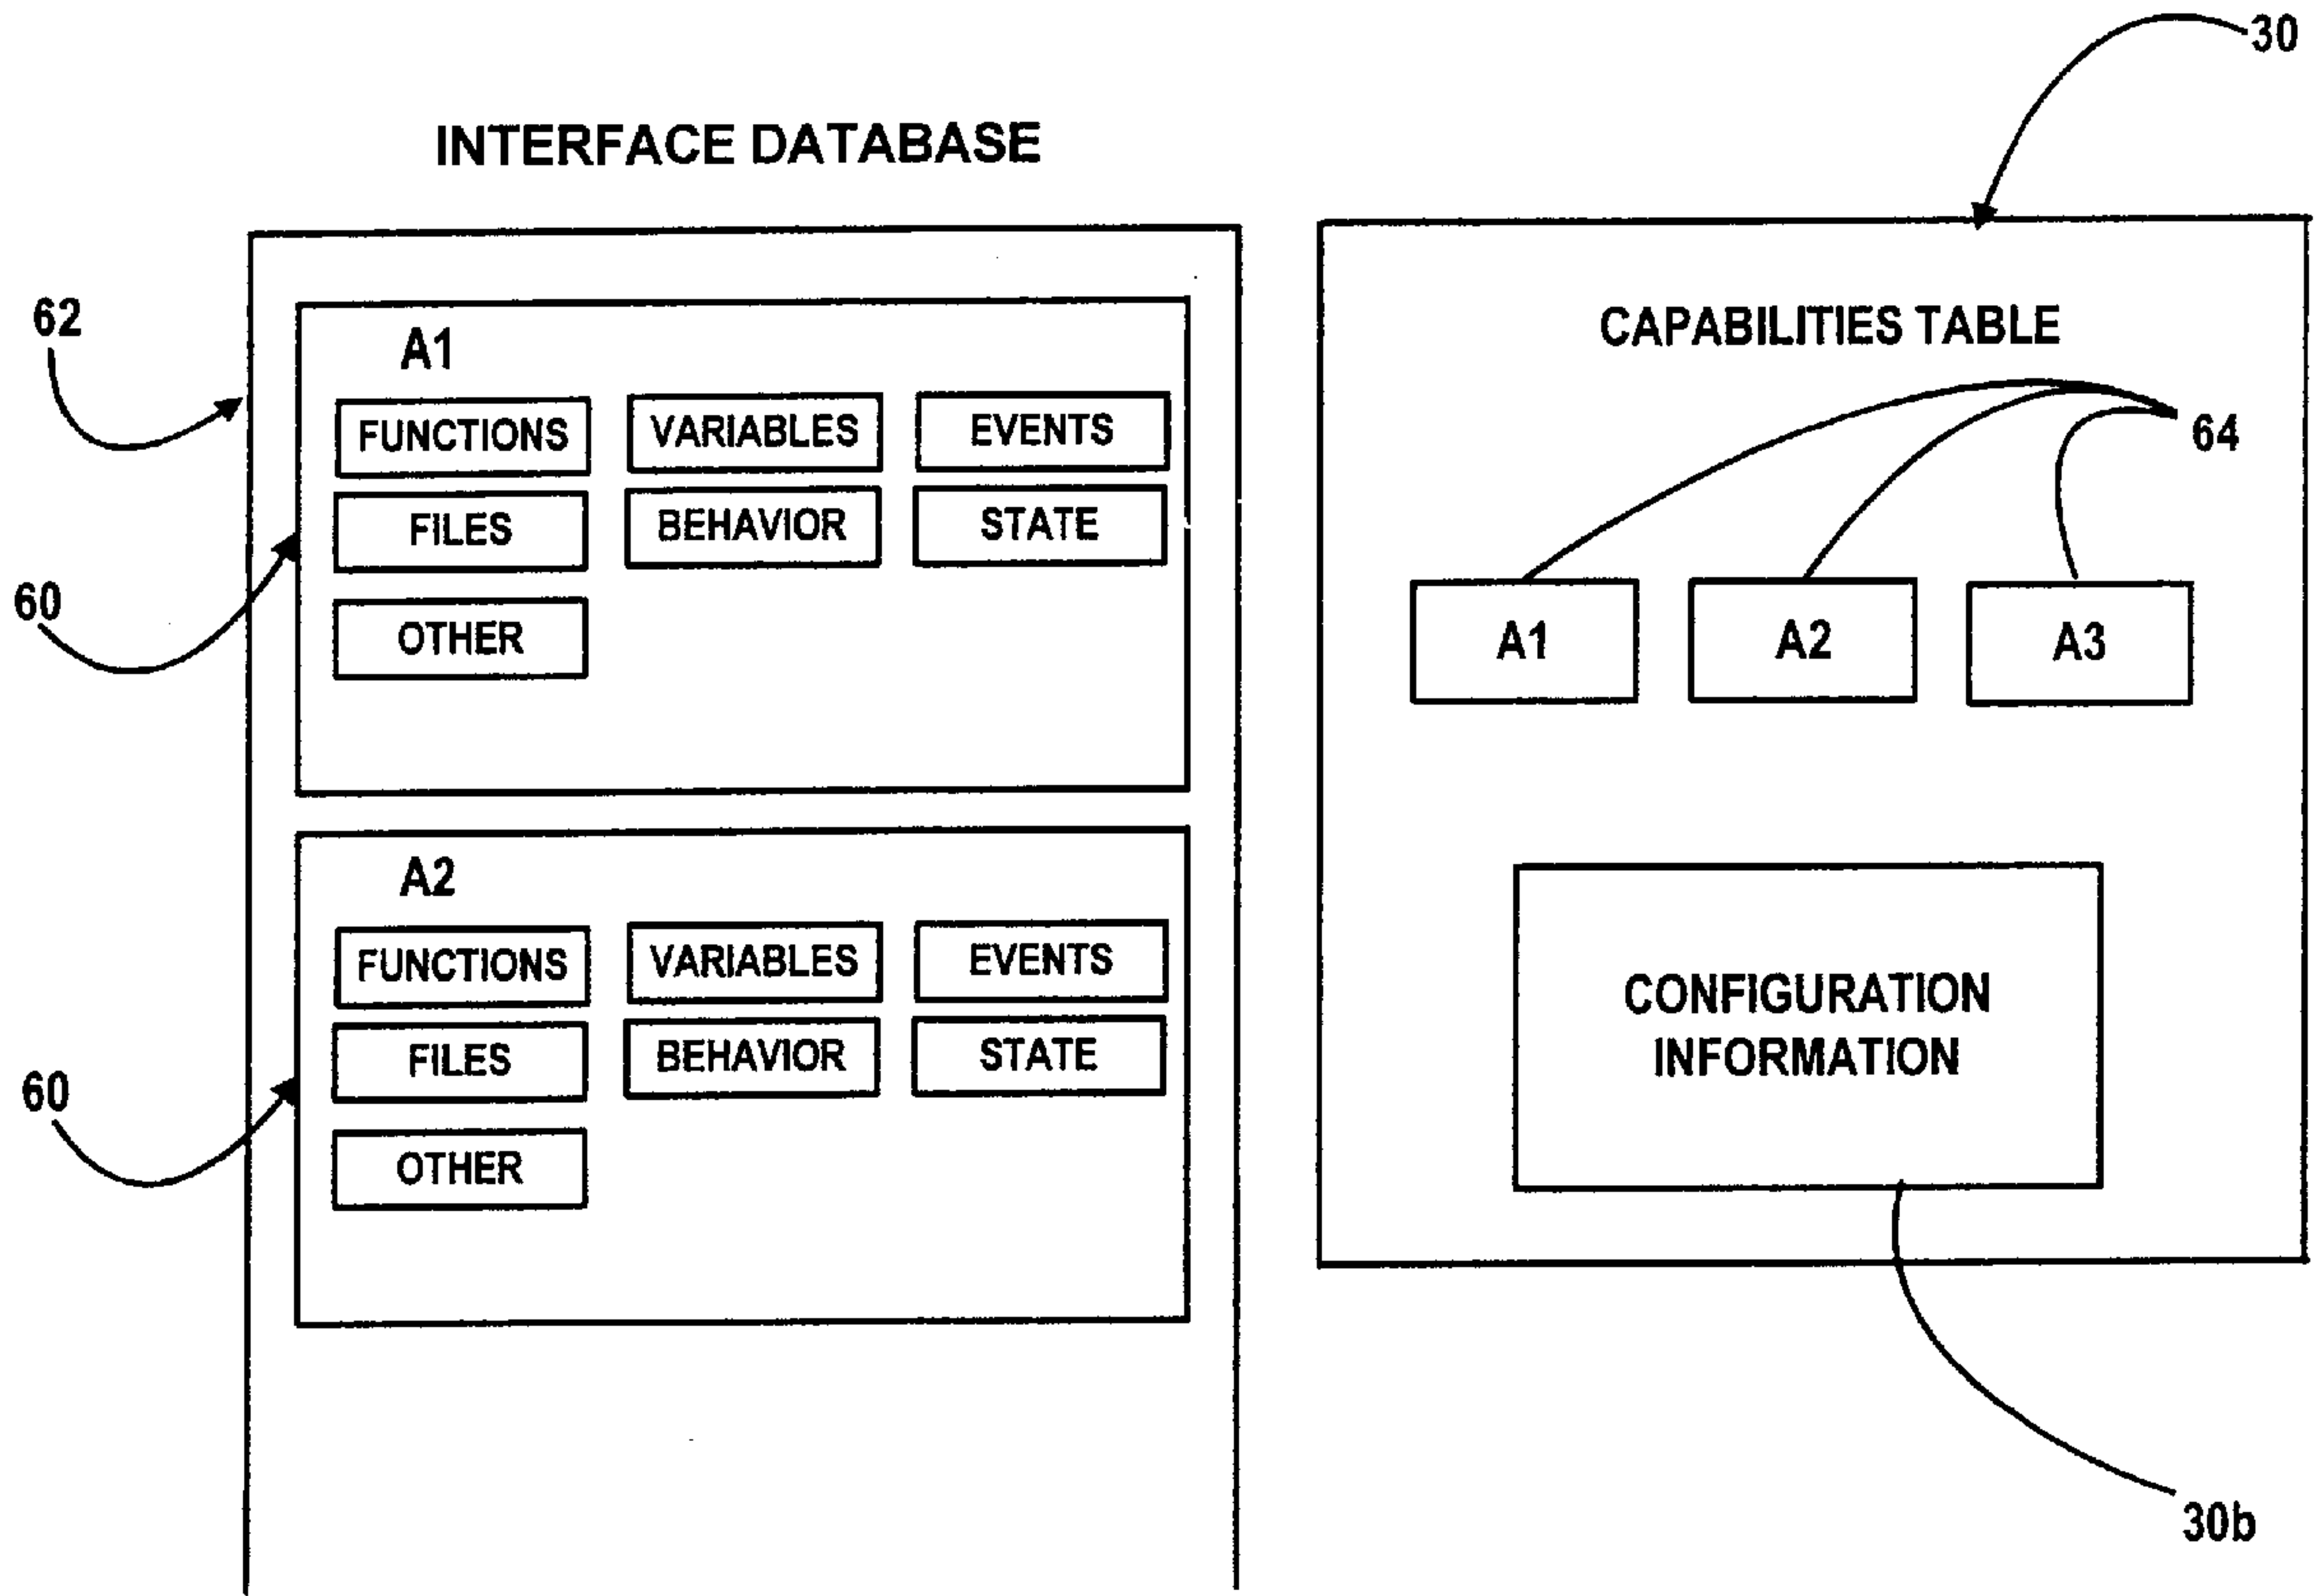 30
INTERFACE DATABASE
62
A1
FUNCTIONS VARIABLES EVENTS
FILES BEHAVIOR STATE
OTHER
60
A2
FUNCTIONS VARIABLES EVENTS
FILES BEHAVIOR STATE
OTHER
60
CAPABILITIES TABLE
64
A1 A2 A3
CONFIGURATION
INFORMATION
30b